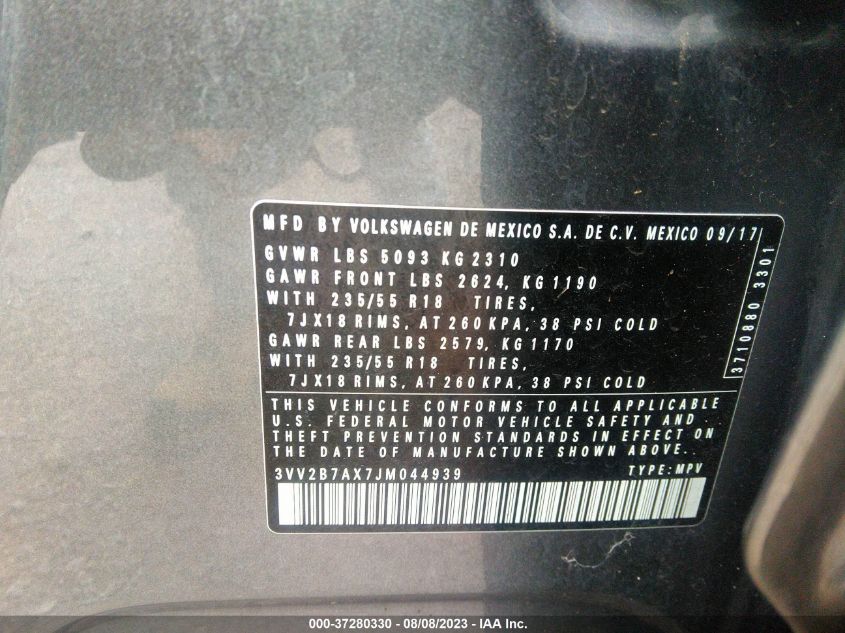 MFD BY VOLKSWAGEN DE MEXICO S.A. DE C.V. MEXICO 09/17
GVWR LBS 5093 KG 2310
GAWR FRONT LBS 2624, KG 1190
WITH 235/55 R18 TIRES,
7JX18 RIMS, AT 260 KPA, 38 PSI COLD
GAWR REAR LBS 2579, KG 1170
WITH 235/55 R18 TIRES,
7JX18 RIMS, AT 260 KPA, 38 PSI COLD
3710880 3301
THIS VEHICLE CONFORMS TO ALL APPLICABLE
U.S. FEDERAL MOTOR VEHICLE SAFETY AND
THEFT PREVENTION STANDARDS IN EFFECT ON
THE DATE OF MANUFACTURE SHOWN ABOVE.
3VV2B7AX7JM044939 TYPE: MPV
000-37280330 - 08/08/2023 - IAA Inc.